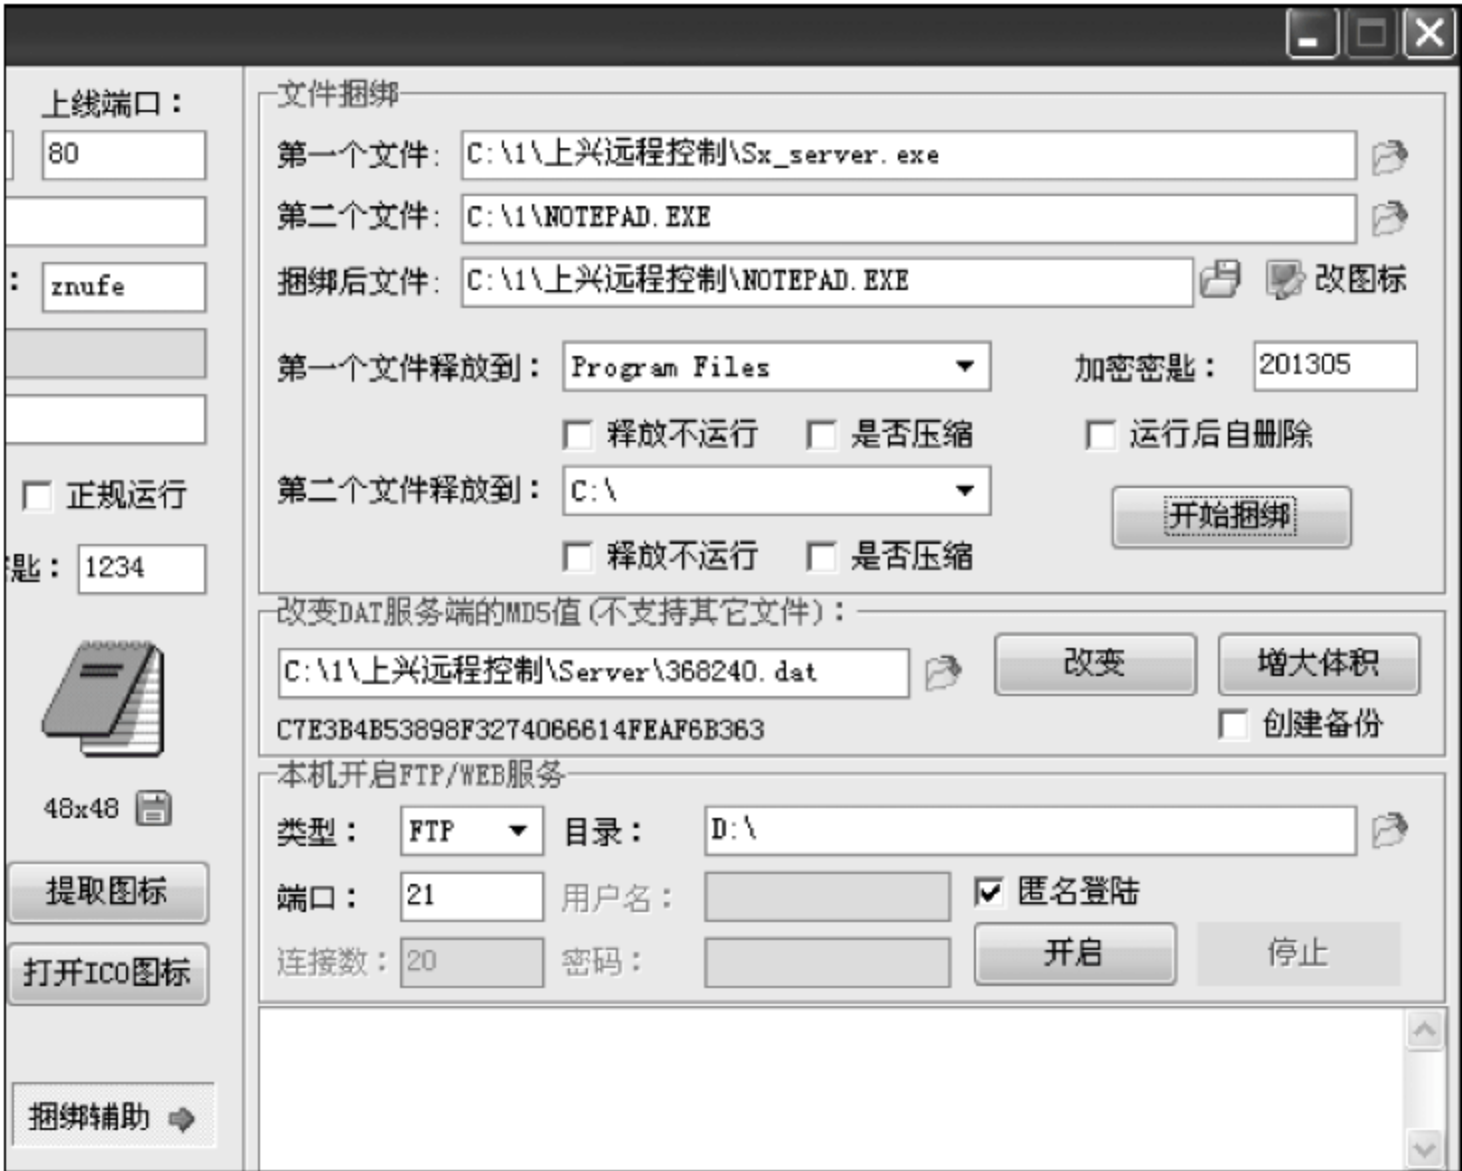 上线端口：
80
znufe
正规运行
匙： 1234
48x48
提取图标
打开ICO图标
捆绑辅助
文件捆绑
第一个文件: C:\1\上兴远程控制\Sx_server.exe
第二个文件: C:\1\NOTEPAD.EXE
捆绑后文件: C:\1\上兴远程控制\NOTEPAD.EXE 改图标
第一个文件释放到： Program Files 加密密匙： 201305
释放不运行 是否压缩 运行后自删除
第二个文件释放到： C:\
开始捆绑
释放不运行 是否压缩
改变DAT服务端的MD5值(不支持其它文件)：
C:\1\上兴远程控制\Server\368240.dat 改变 增大体积
C7E3B4B53898F3274066614FEAF6B363 创建备份
本机开启FTP/WEB服务
类型： FTP 目录： D:\
端口： 21 用户名： 匿名登陆
连接数： 20 密码： 开启 停止